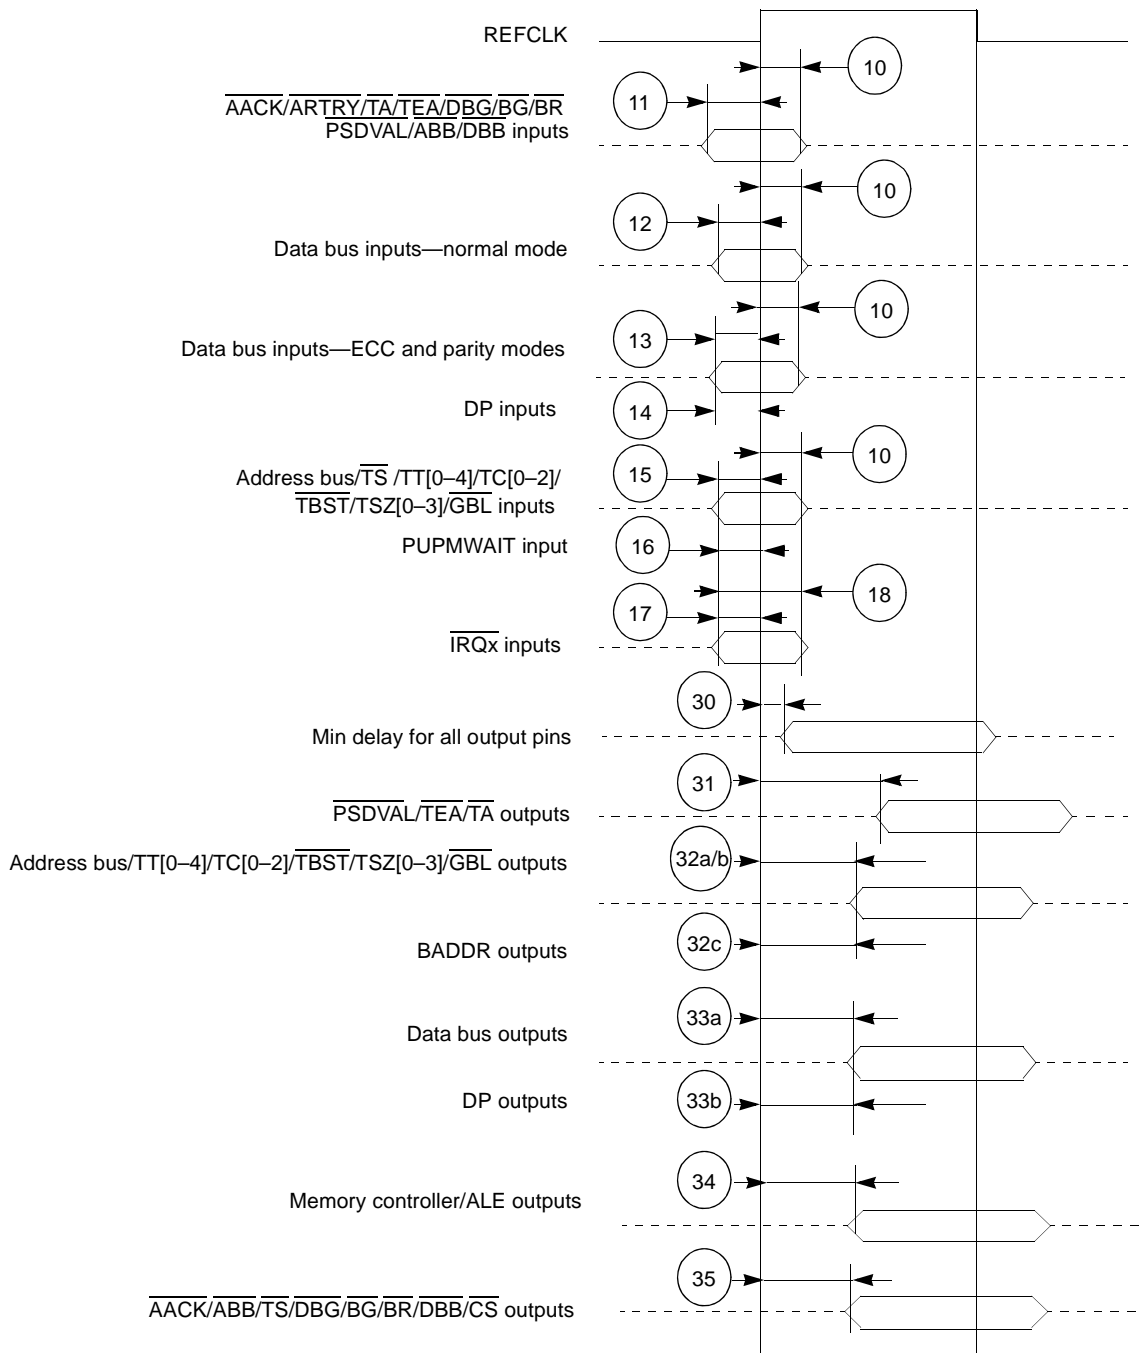 REFCLK
10
11
AACK/ARTRY/TA/TEA/DBG/BG/BR
PSDVAL/ABB/DBB inputs
10
12
Data bus inputs—normal mode
10
13
Data bus inputs—ECC and parity modes
DP inputs
14
10
15
Address bus/TS /TT[0–4]/TC[0–2]/
TBST/TSZ[0–3]/GBL inputs
PUPMWAIT input
16
18
17
IRQx inputs
30
Min delay for all output pins
31
PSDVAL/TEA/TA outputs
32a/b
Address bus/TT[0–4]/TC[0–2]/TBST/TSZ[0–3]/GBL outputs
32c
BADDR outputs
33a
Data bus outputs
DP outputs
33b
34
Memory controller/ALE outputs
35
AACK/ABB/TS/DBG/BG/BR/DBB/CS outputs